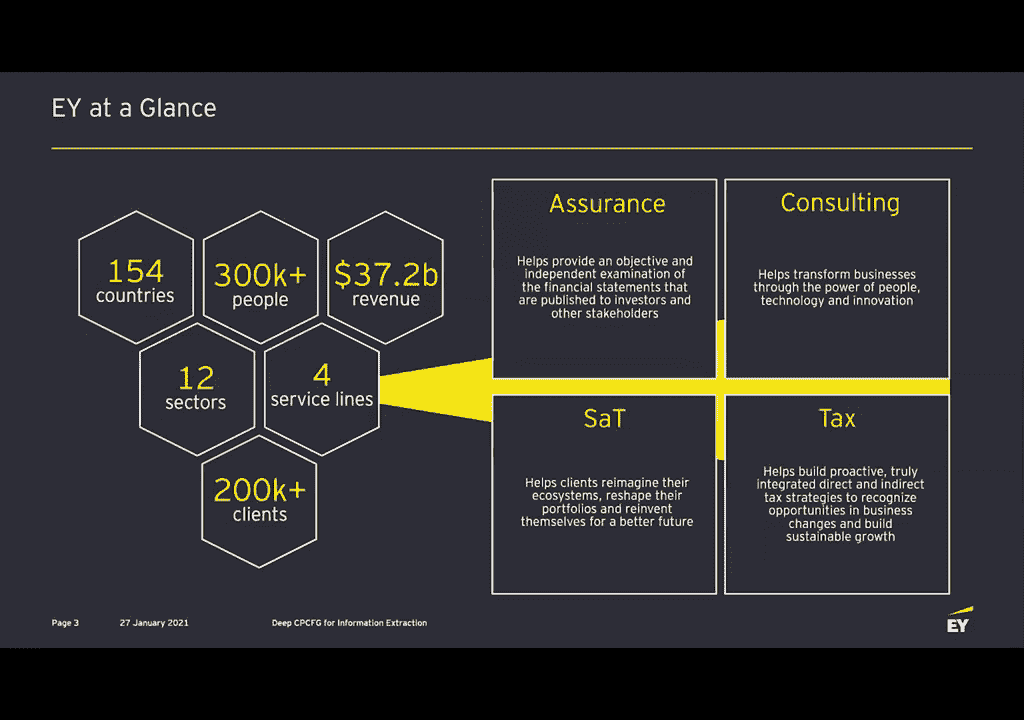 EY at a Glance
154
countries
300k+
people
$37.2b
revenue
12
sectors
4
service lines
200k+
clients
Assurance
Helps provide an objective and
independent examination of
the financial statements that
are published to investors and
other stakeholders
Consulting
Helps transform businesses
through the power of people,
technology and innovation
SaT
Helps clients reimagine their
ecosystems, reshape their
portfolios and reinvent
themselves for a better future
Tax
Helps build proactive, truly
integrated direct and indirect
tax strategies to recognize
opportunities in business
changes and build
sustainable growth
Page 3
27 January 2021
Deep CPCFG for Information Extraction
EY